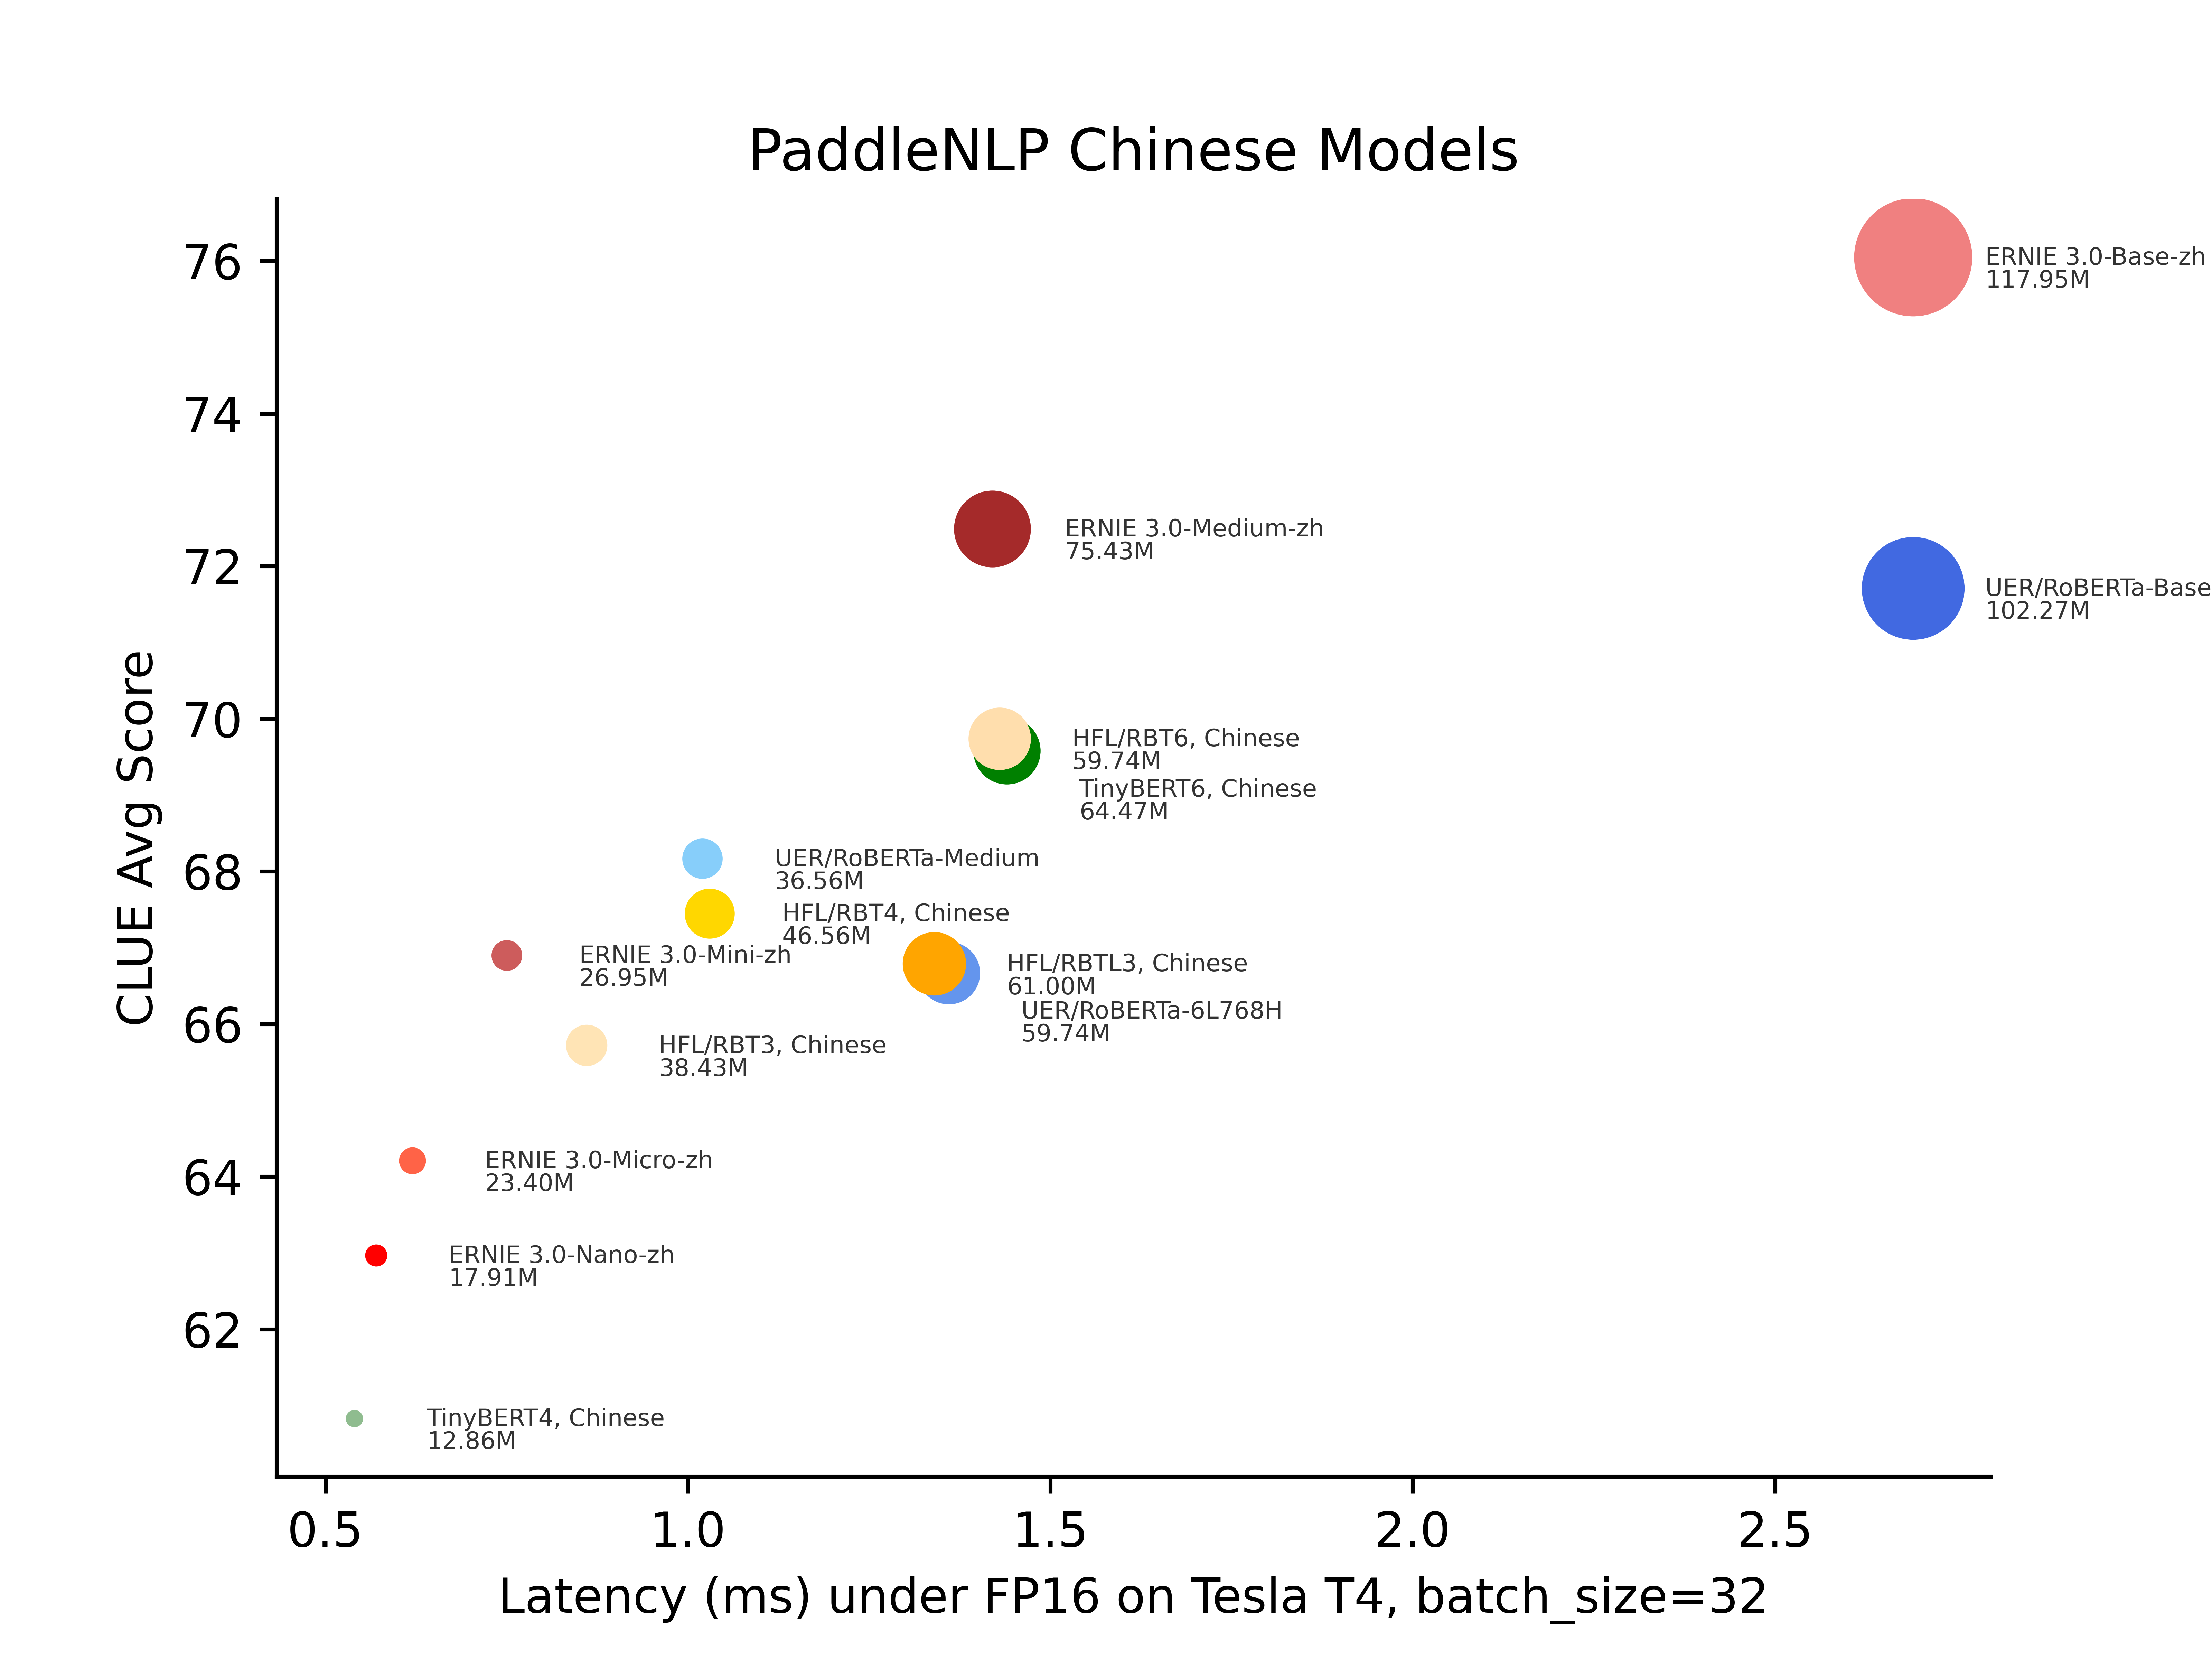 PaddleNLP Chinese Models
76
74
72
70
68
66
64
62
CLUE Avg Score
ERNIE 3.0-Base-zh
117.95M
ERNIE 3.0-Medium-zh
75.43M
UER/RoBERTa-Base
102.27M
HFL/RBT6, Chinese
59.74M
TinyBERT6, Chinese
64.47M
UER/RoBERTa-Medium
36.56M
HFL/RBT4, Chinese
46.56M
ERNIE 3.0-Mini-zh
26.95M
HFL/RBTL3, Chinese
61.00M
UER/RoBERTa-6L768H
59.74M
HFL/RBT3, Chinese
38.43M
ERNIE 3.0-Micro-zh
23.40M
ERNIE 3.0-Nano-zh
17.91M
TinyBERT4, Chinese
12.86M
0.5
1.0
1.5
2.0
2.5
Latency (ms) under FP16 on Tesla T4, batch_size=32